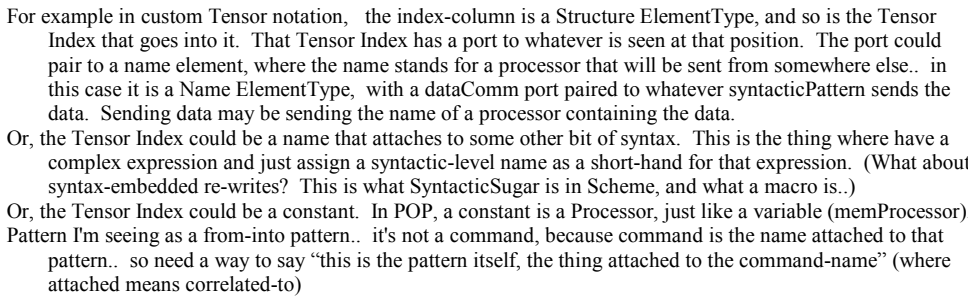 For example in custom Tensor notation,   the index-column is a Structure ElementType, and so is the Tensor
Index that goes into it.  That Tensor Index has a port to whatever is seen at that position.  The port could
pair to a name element, where the name stands for a processor that will be sent from somewhere else..  in
this case it is a Name ElementType,  with a dataComm port paired to whatever syntacticPattern sends the
data.  Sending data may be sending the name of a processor containing the data.
Or, the Tensor Index could be a name that attaches to some other bit of syntax.  This is the thing where have a
complex expression and just assign a syntactic-level name as a short-hand for that expression.  (What about
syntax-embedded re-writes?  This is what SyntacticSugar is in Scheme, and what a macro is..)
Or, the Tensor Index could be a constant.  In POP, a constant is a Processor, just like a variable (memProcessor)
Pattern I'm seeing as a from-into pattern..  it's not a command, because command is the name attached to that
pattern..  so need a way to say “this is the pattern itself, the thing attached to the command-name” (where
attached means correlated-to)